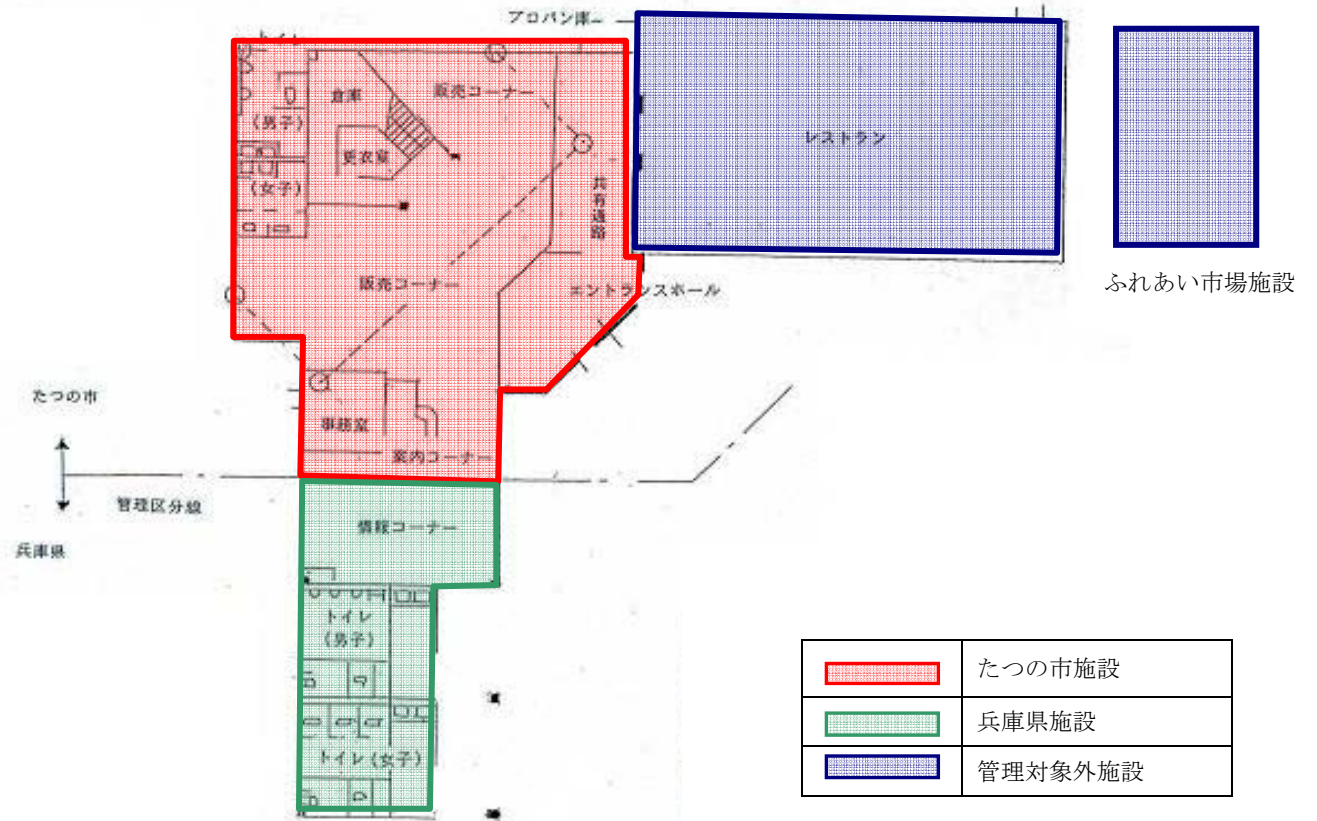 プロパン庫
トイレ
倉庫
販売コーナー
(男子)
更衣室
レストラン
(女子)
共有通路
販売コーナー
エントランスホール
ふれあい市場施設
たつの市
事務室
案内コーナー
管理区分線
情報コーナー
兵庫県
トイレ
(男子)
トイレ(女子)
たつの市施設
兵庫県施設
管理対象外施設